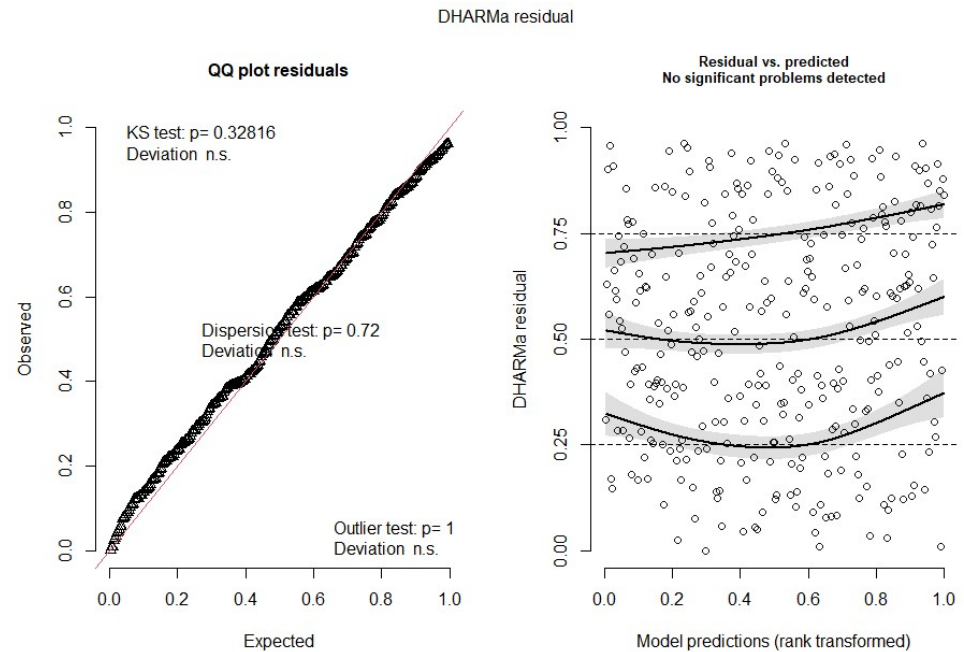 DHARMa residual
QQ plot residuals
KS test: p= 0.32816
Deviation n.s.
Dispersion test: p= 0.72
Deviation n.s.
Outlier test: p= 1
Deviation n.s.
Observed
0.0
0.2
0.4
0.6
0.8
1.0
0.0
0.2
0.4
0.6
0.8
1.0
Expected
Residual vs. predicted
No significant problems detected
DHARMa residual
0.00
0.25
0.50
0.75
1.00
0.0
0.2
0.4
0.6
0.8
1.0
Model predictions (rank transformed)